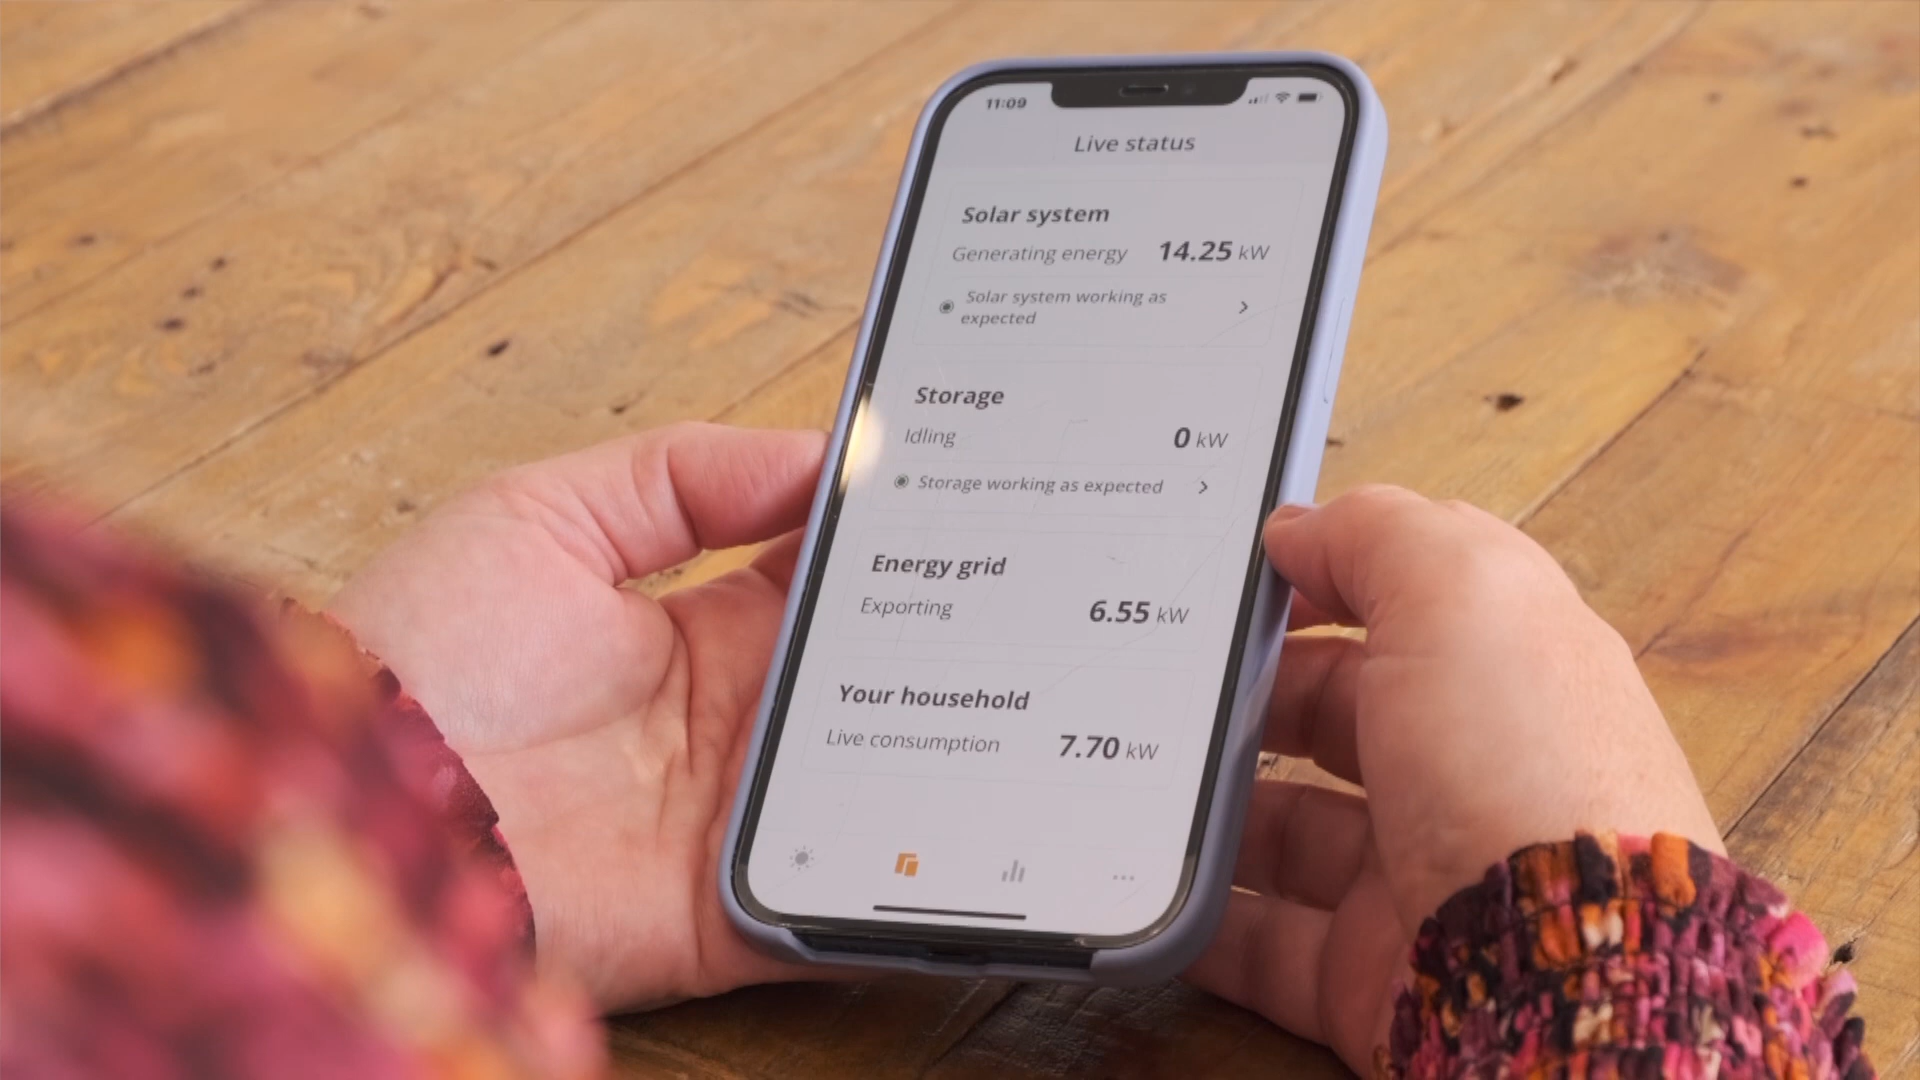 11:09
Live status
Solar system
Generating energy 14.25 kW
Solar system working as
expected
Storage
Idling 0 kW
Storage working as expected
Energy grid
Exporting 6.55 kW
Your household
Live consumption 7.70 kW